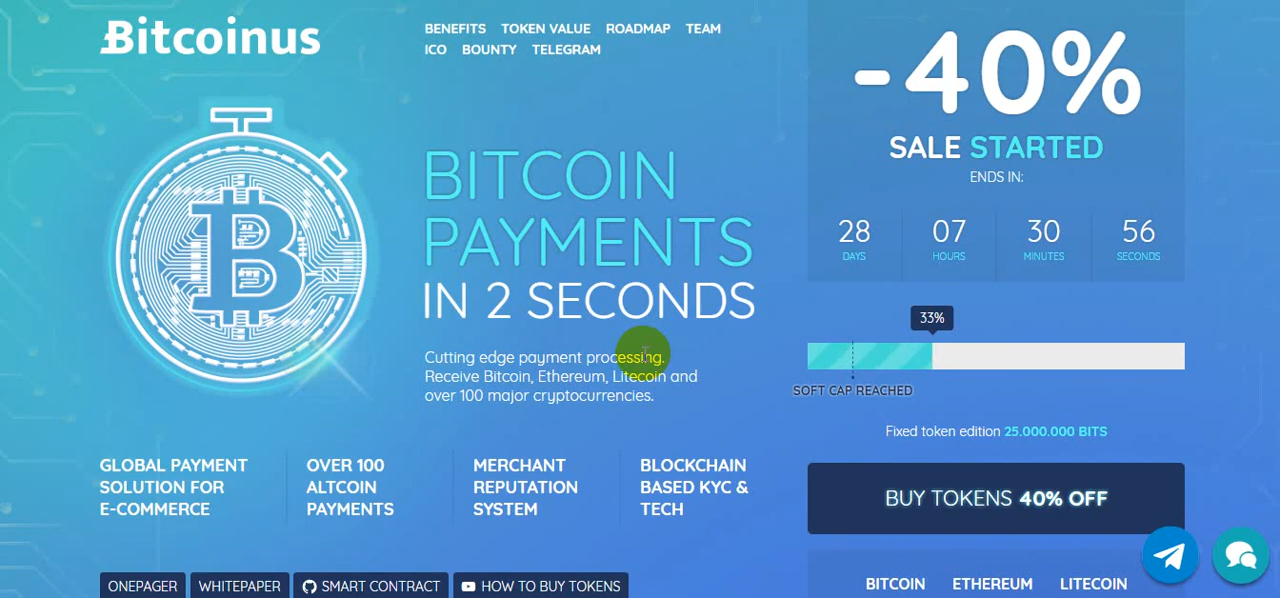 Bitcoinus
BENEFITS TOKEN VALUE ROADMAP TEAM
ICO BOUNTY TELEGRAM
BITCOIN
PAYMENTS
IN 2 SECONDS
Cutting edge payment processing.
Receive Bitcoin, Ethereum, Litecoin and
over 100 major cryptocurrencies.
GLOBAL PAYMENT
SOLUTION FOR
E-COMMERCE
OVER 100
ALTCOIN
PAYMENTS
MERCHANT
REPUTATION
SYSTEM
BLOCKCHAIN
BASED KYC &
TECH
ONEPAGER WHITEPAPER SMART CONTRACT HOW TO BUY TOKENS
-40%
SALE STARTED
ENDS IN:
28 07 30 56
DAYS HOURS MINUTES SECONDS
33%
SOFT CAP REACHED
Fixed token edition 25.000.000 BITS
BUY TOKENS 40% OFF
BITCOIN ETHEREUM LITECOIN